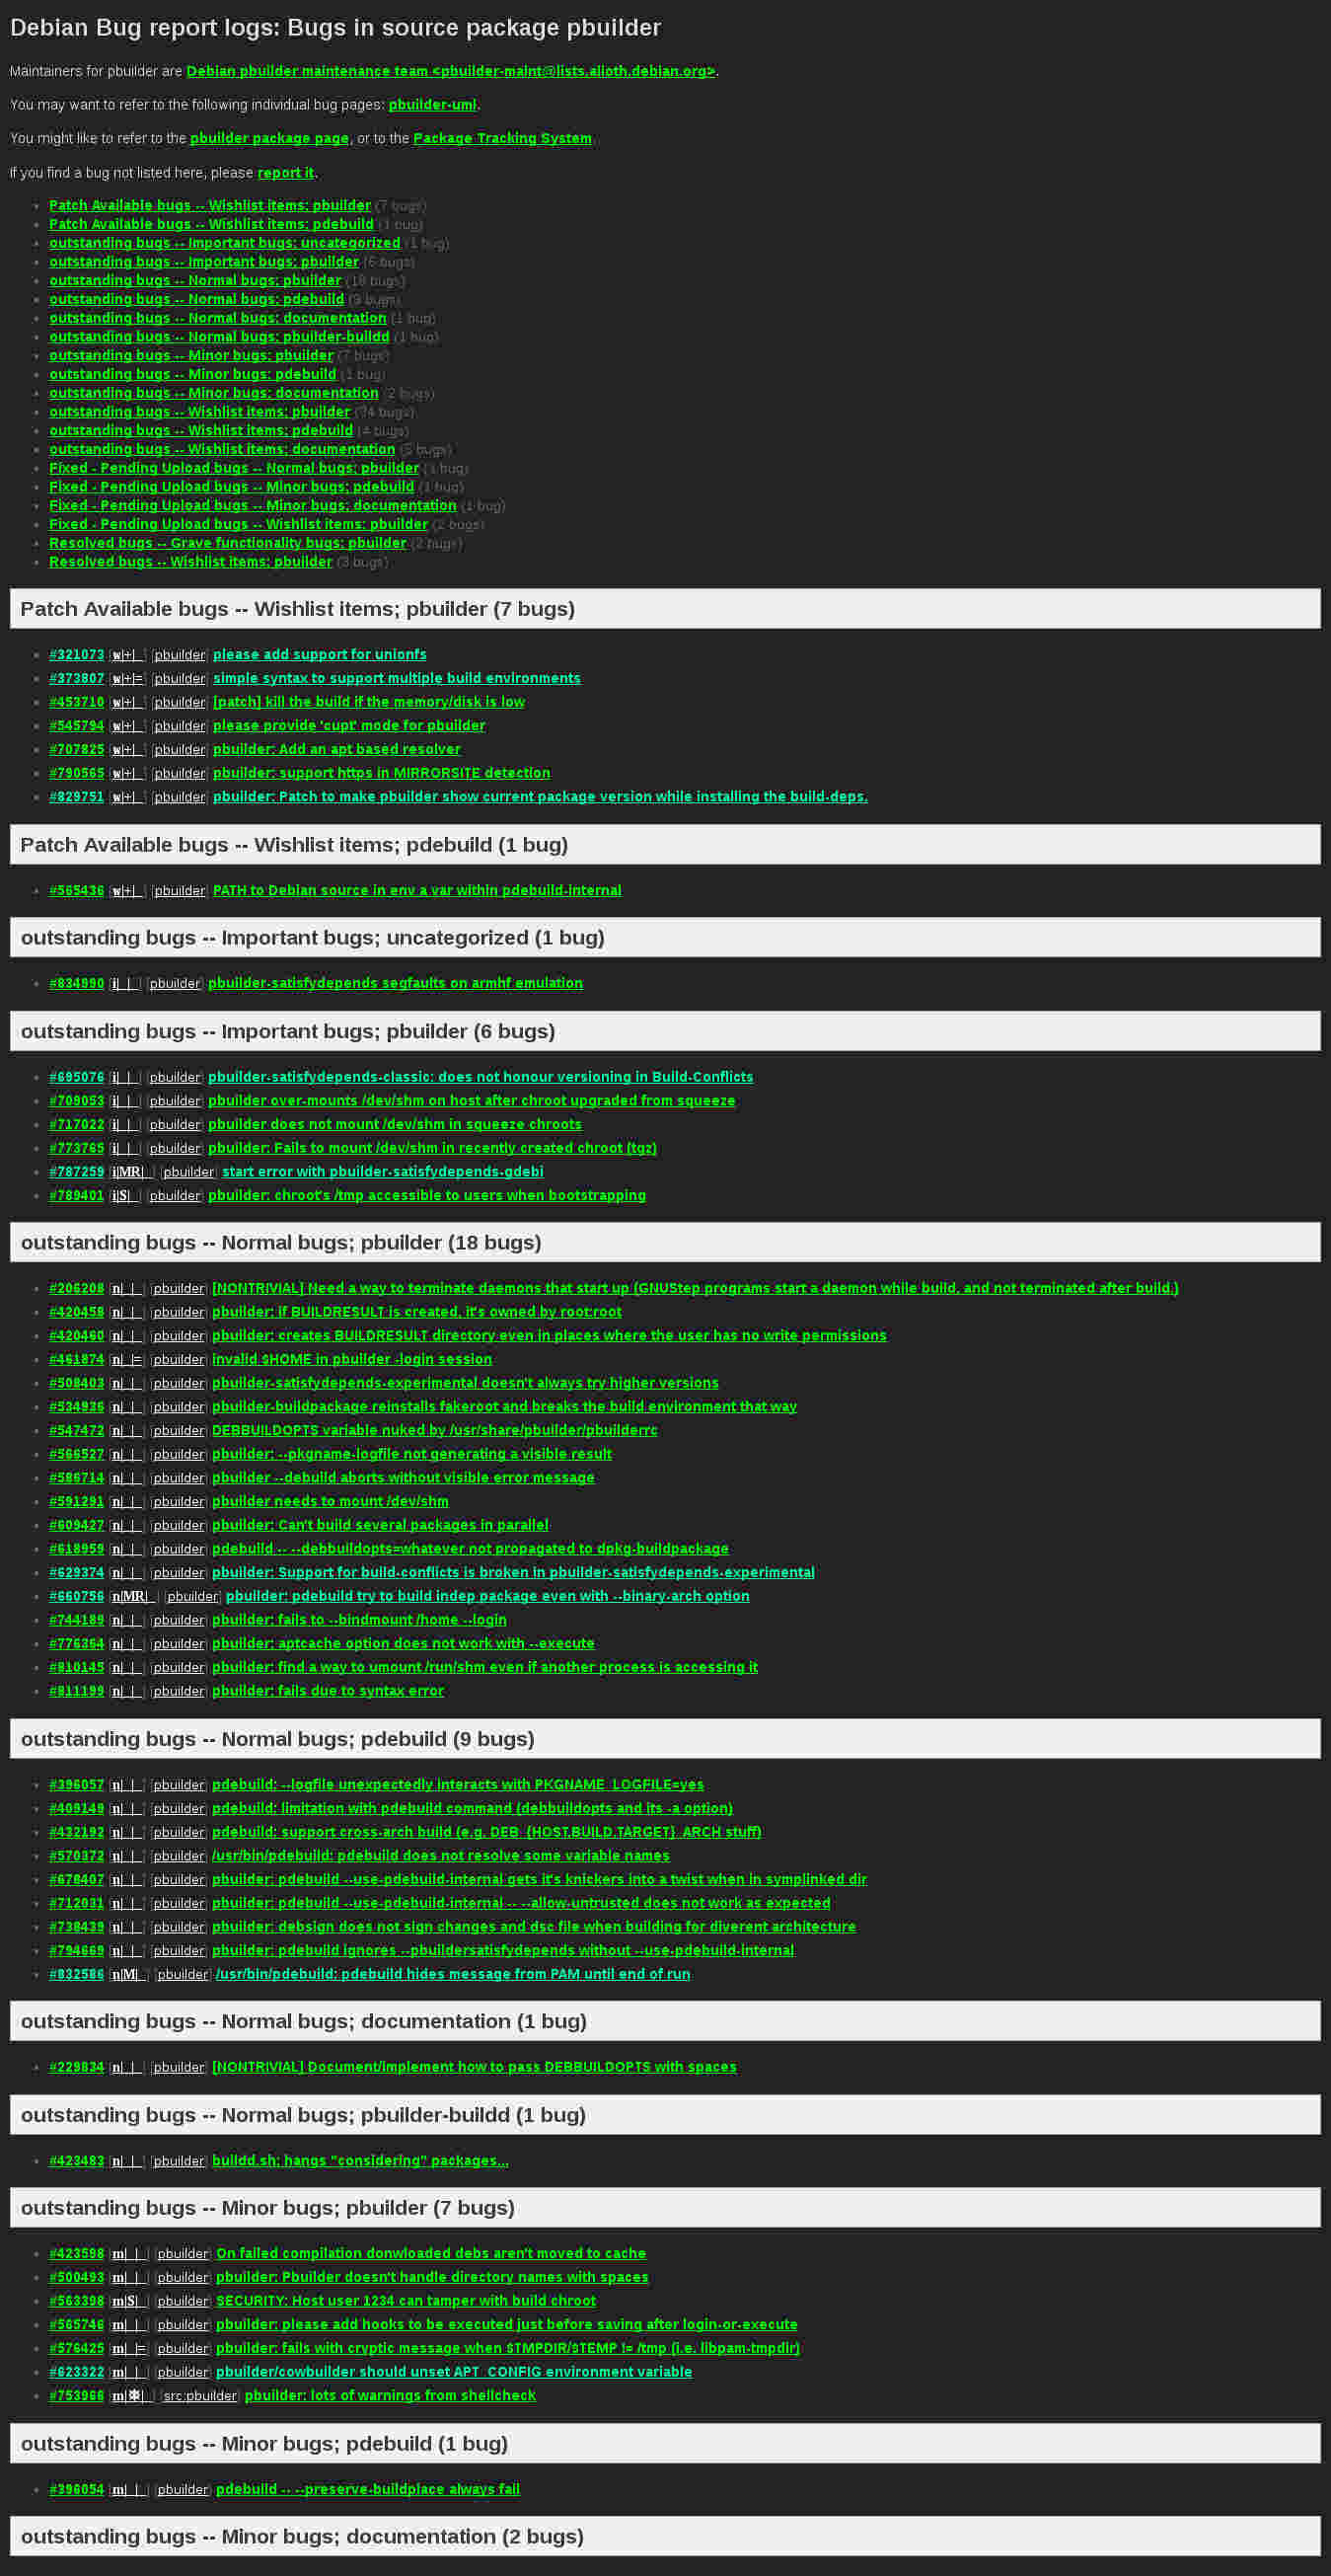 Debian Bug report logs: Bugs in source package pbuilder
Maintainers for pbuilder are Debian pbuilder maintenance team <pbuilder-maint@lists.alioth.debian.org>.
You may want to refer to the following individual bug pages: pbuilder-uml.
You might like to refer to the pbuilder package page, or to the Package Tracking System.
If you find a bug not listed here, please report it.
Patch Available bugs -- Wishlist items; pbuilder (7 bugs)
Patch Available bugs -- Wishlist items; pdebuild (1 bug)
outstanding bugs -- Important bugs; uncategorized (1 bug)
outstanding bugs -- Important bugs; pbuilder (6 bugs)
outstanding bugs -- Normal bugs; pbuilder (18 bugs)
outstanding bugs -- Normal bugs; pdebuild (9 bugs)
outstanding bugs -- Normal bugs; documentation (1 bug)
outstanding bugs -- Normal bugs; pbuilder-buildd (1 bug)
outstanding bugs -- Minor bugs; pbuilder (7 bugs)
outstanding bugs -- Minor bugs; pdebuild (1 bug)
outstanding bugs -- Minor bugs; documentation (2 bugs)
outstanding bugs -- Wishlist items; pbuilder bugs)
outstanding bugs -- Wishlist items; pdebuild (4 bugs)
outstanding bugs -- Wishlist items; documentation bugs)
Fixed - Pending Upload bugs -- Normal bugs; pbuilder (1 bug)
Fixed - Pending Upload bugs -- Minor bugs; pdebuild (1 bug)
Fixed - Pending Upload bugs -- Minor bugs; documentation (1 bug)
Fixed - Pending Upload bugs -- Wishlist items; pbuilder (2 bugs)
Resolved bugs -- Grave functionality bugs; pbuilder (2 bugs)
Resolved bugs -- Wishlist items; pbuilder (3 bugs)
Patch Available bugs -- Wishlist items; pbuilder (7 bugs)
#321073 [w|+|_] [pbuilder] please add support for unionfs
#373807 [w|+|=] [pbuilder] simple syntax to support multiple build environments
#453710 [w|+|_] [pbuilder] [patch] kill the build if the memory/disk is low
#545794 [w|+|_] [pbuilder] please provide 'cupt' mode for pbuilder
#707825 [w|+|_] [pbuilder] pbuilder: Add an apt based resolver
#790565 [w|+|_] [pbuilder] pbuilder: support https in MIRRORSITE detection
#829751 [w|+|_] [pbuilder] pbuilder: Patch to make pbuilder show current package version while installing the build-deps.
Patch Available bugs -- Wishlist items; pdebuild (1 bug)
#565436 [w|+|_] [pbuilder] PATH to Debian source in env a var within pdebuild-internal
outstanding bugs -- Important bugs; uncategorized (1 bug)
#834990 [i|_|_] [pbuilder] pbuilder-satisfydepends segfaults on armhf emulation
outstanding bugs -- Important bugs; pbuilder (6 bugs)
#695076 [i|_|_] [pbuilder] pbuilder-satisfydepends-classic: does not honour versioning in Build-Conflicts
#709053 [i|_|_] [pbuilder] pbuilder over-mounts /dev/shm on host after chroot upgraded from squeeze
#717022 [i|_|_] [pbuilder] pbuilder does not mount /dev/shm in squeeze chroots
#773765 [i|_|_] [pbuilder] pbuilder: Fails to mount /dev/shm in recently created chroot (tgz)
#787259 [i|MR|_] [pbuilder] start error with pbuilder-satisfydepends-gdebi
#789401 [i|S|_] [pbuilder] pbuilder: chroot's /tmp accessible to users when bootstrapping
outstanding bugs -- Normal bugs; pbuilder (18 bugs)
#206208 [n|_|_] [pbuilder] [NONTRIVIAL] Need a way to terminate daemons that start up (GNUStep programs start a daemon while build, and not terminated after build.)
#420458 [n|_|_] [pbuilder] pbuilder: if BUILDRESULT is created, it's owned by root:root
#420460 [n|_|_] [pbuilder] pbuilder: creates BUILDRESULT directory even in places where the user has no write permissions
#461874 [n|_|=] [pbuilder] invalid $HOME in pbuilder -login session
#508403 [n|_|_] [pbuilder] pbuilder-satisfydepends-experimental doesn't always try higher versions
#534936 [n|_|_] [pbuilder] pbuilder-buildpackage reinstalls fakeroot and breaks the build environment that way
#547472 [n|_|_] [pbuilder] DEBBUILDOPTS variable nuked by /usr/share/pbuilder/pbuilderrc
#566527 [n|_|_] [pbuilder] pbuilder: --pkgname-logfile not generating a visible result
#586714 [n|_|_] [pbuilder] pbuilder --debuild aborts without visible error message
#591291 [n|_|_] [pbuilder] pbuilder needs to mount /dev/shm
#609427 [n|_|_] [pbuilder] pbuilder: Can't build several packages in parallel
#618959 [n|_|_] [pbuilder] pdebuild -- --debbuildopts=whatever not propagated to dpkg-buildpackage
#629374 [n|_|_] [pbuilder] pbuilder: Support for build-conflicts is broken in pbuilder-satisfydepends-experimental
#660756 [n|MR|_] [pbuilder] pbuilder: pdebuild try to build indep package even with --binary-arch option
#744189 [n|_|_] [pbuilder] pbuilder: fails to --bindmount /home --login
#776364 [n|_|_] [pbuilder] pbuilder: aptcache option does not work with --execute
#810145 [n|_|_] [pbuilder] pbuilder: find a way to umount /run/shm even if another process is accessing it
#811199 [n|_|_] [pbuilder] pbuilder: fails due to syntax error
outstanding bugs -- Normal bugs; pdebuild (9 bugs)
#396057 [n|_|_] [pbuilder] pdebuild: --logfile unexpectedly interacts with PKGNAME_LOGFILE=yes
#409149 [n|_|_] [pbuilder] pdebuild: limitation with pdebuild command (debbuildopts and its -a option)
#432192 [n|_|_] [pbuilder] pdebuild: support cross-arch build (e.g. DEB_{HOST,BUILD,TARGET}_ARCH stuff)
#570372 [n|_|_] [pbuilder] /usr/bin/pdebuild: pdebuild does not resolve some variable names
#678407 [n|_|_] [pbuilder] pbuilder: pdebuild --use-pdebuild-internal gets it's knickers into a twist when in symplinked dir
#712031 [n|_|_] [pbuilder] pbuilder: pdebuild --use-pdebuild-internal -- --allow-untrusted does not work as expected
#738439 [n|_|_] [pbuilder] pbuilder: debsign does not sign changes and dsc file when building for diverent architecture
#794669 [n|_|_] [pbuilder] pbuilder: pdebuild ignores --pbuildersatisfydepends without --use-pdebuild-internal
#832586 [n|M|_] [pbuilder] /usr/bin/pdebuild: pdebuild hides message from PAM until end of run
outstanding bugs -- Normal bugs; documentation (1 bug)
#229834 [n|_|_] [pbuilder] [NONTRIVIAL] Document/implement how to pass DEBBUILDOPTS with spaces
outstanding bugs -- Normal bugs; pbuilder-buildd (1 bug)
#423483 [n|_|_] [pbuilder] buildd.sh: hangs "considering" packages...
outstanding bugs -- Minor bugs; pbuilder (7 bugs)
#423598 [m|_|_] [pbuilder] On failed compilation donwloaded debs aren't moved to cache
#500493 [m|_|_] [pbuilder] pbuilder: Pbuilder doesn't handle directory names with spaces
#563398 [m|S|_] [pbuilder] SECURITY: Host user 1234 can tamper with build chroot
#565746 [m|_|_] [pbuilder] pbuilder: please add hooks to be executed just before saving after login-or-execute
#576425 [m|_|=] [pbuilder] pbuilder: fails with cryptic message when $TMPDIR/$TEMP != /tmp (i.e. libpam-tmpdir)
#623322 [m|_|_] [pbuilder] pbuilder/cowbuilder should unset APT_CONFIG environment variable
#753966 [src:pbuilder] pbuilder: lots of warnings from shellcheck
outstanding bugs -- Minor bugs; pdebuild (1 bug)
#396054 [m|_|_] [pbuilder] pdebuild -- --preserve-buildplace always fail
outstanding bugs -- Minor bugs; documentation (2 bugs)